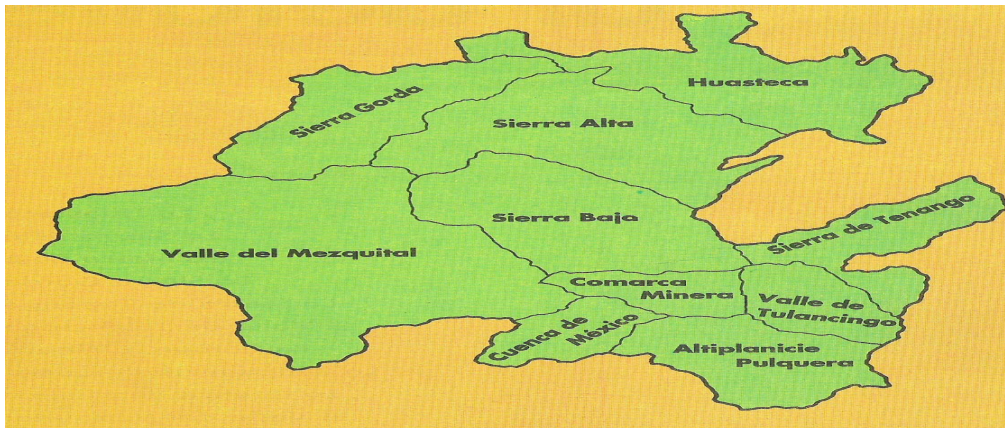 Huasteca
Sierra Gorda
Sierra Alta
Sierra Baja
Sierra de Tenango
Valle del Mezquital
Comarca
Minera
Valle de
Tulancingo
Cuenca de
México
Altiplanicie
Pulquera